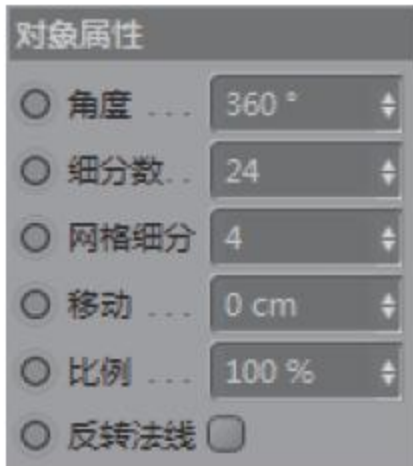 对象属性
角度 . . . 360 °
细分数. . 24
网格细分 4
移动 . . . 0 cm
比例 . . . 100 %
反转法线